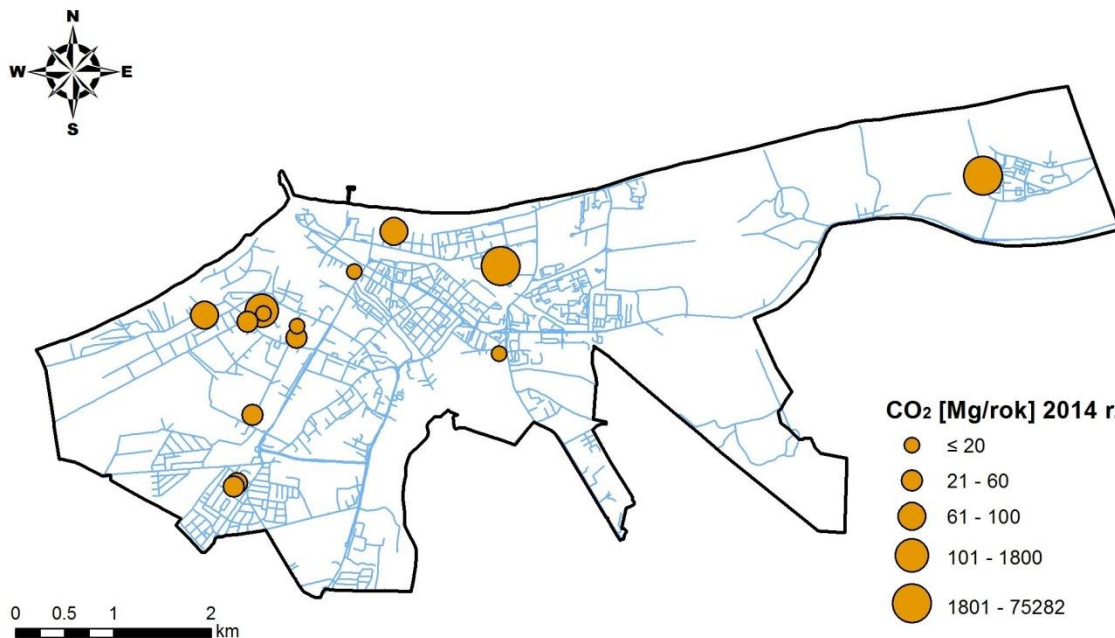 N
W E
S
CO₂ [Mg/rok] 2014 r.
≤ 20
21 - 60
61 - 100
101 - 1800
1801 - 75282
0 0.5 1 2
km